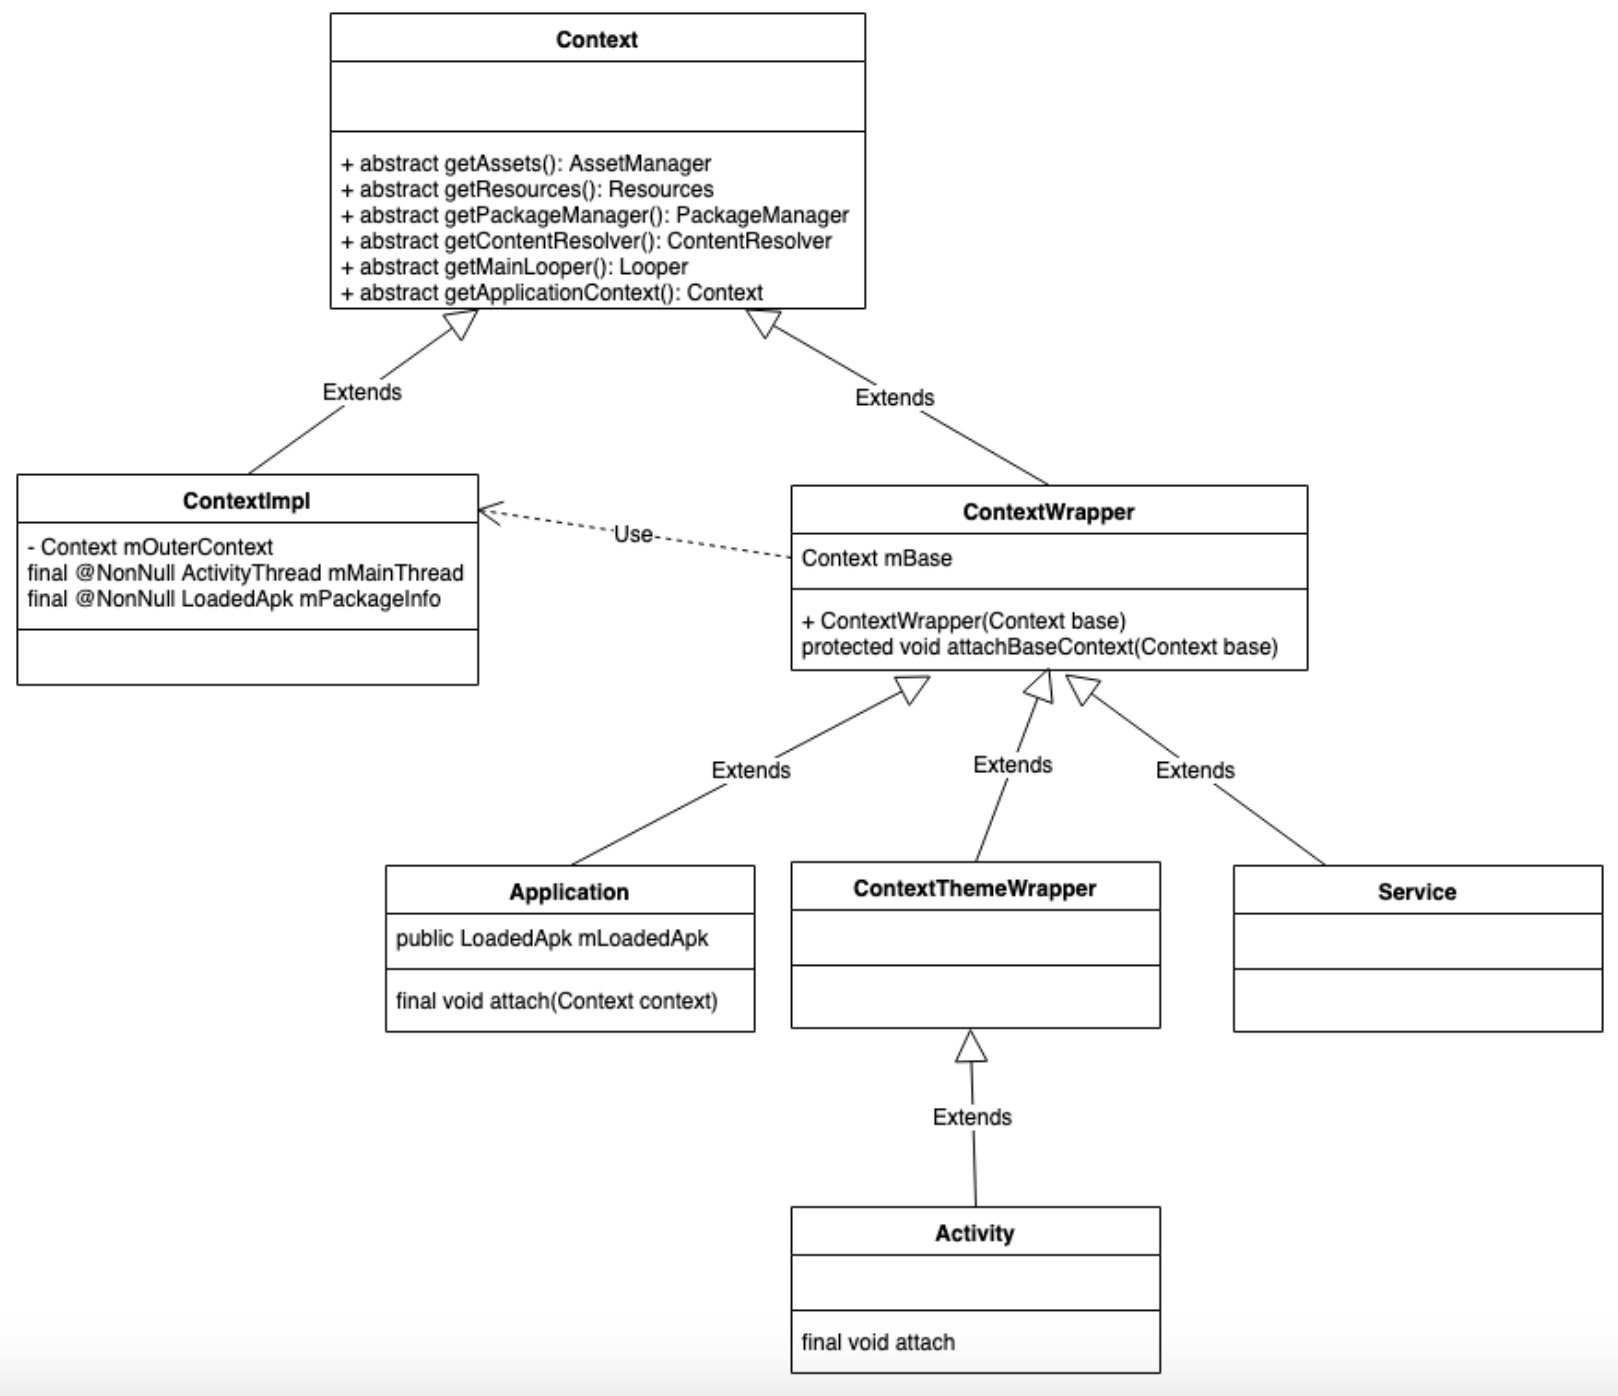 Context
+ abstract getAssets(): AssetManager
+ abstract getResources(): Resources
+ abstract getPackageManager(): PackageManager
+ abstract getContentResolver(): ContentResolver
+ abstract getMainLooper(): Looper
+ abstract getApplicationContext(): Context
Extends
Extends
ContextImpl
- Context mOuterContext
final @NonNull ActivityThread mMainThread
final @NonNull LoadedApk mPackageInfo
Use
ContextWrapper
Context mBase
+ ContextWrapper(Context base)
protected void attachBaseContext(Context base)
Extends
Extends
Extends
Application
public LoadedApk mLoadedApk
final void attach(Context context)
ContextThemeWrapper
Service
Extends
Activity
final void attach